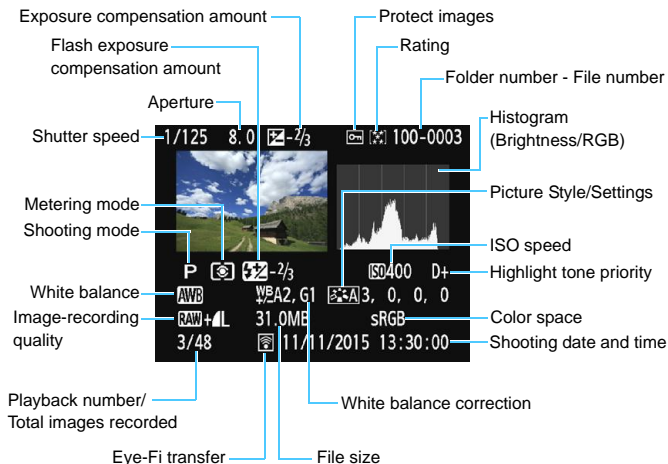 Exposure compensation amount
Protect images
Flash exposure
compensation amount
Rating
Folder number - File number
Aperture
Histogram
(Brightness/RGB)
Shutter speed
1/125 8.0 -2/3 100-0003
Picture Style/Settings
Metering mode
Shooting mode
ISO speed
P -2/3 ISO400 D+
Highlight tone priority
White balance
AWB WB A2, G1 A 3, 0, 0, 0
Image-recording
quality
RAW+L 31.0MB sRGB
Color space
3/48 11/11/2015 13:30:00
Shooting date and time
Playback number/
Total images recorded
White balance correction
Eye-Fi transfer
File size